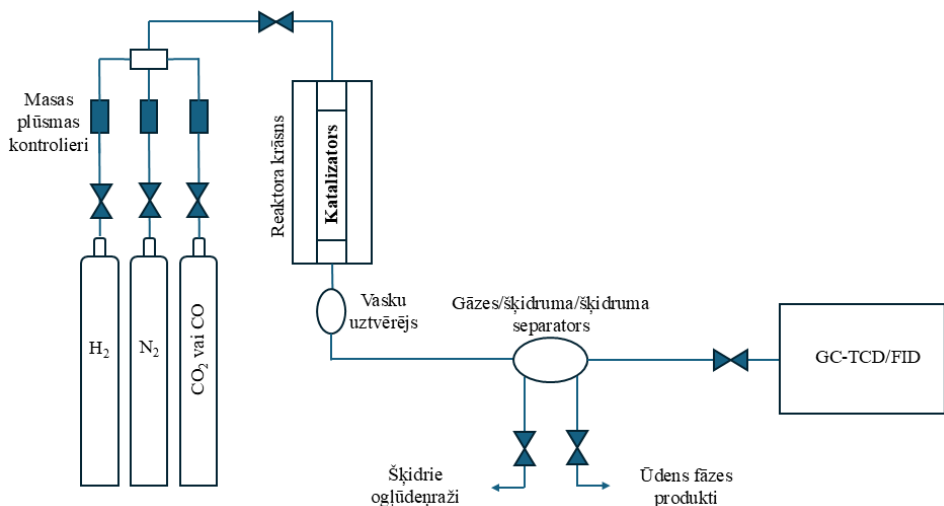 Masas
plūsmas
kontrolieri
H₂
N₂
CO₂ vai CO
Reaktora krāsns
Katalizators
Vasku
uztvērējs
Gāzes/šķidruma/šķidruma
separators
GC-TCD/FID
Šķidrie
ogļūdeņraži
Ūdens fāzes
produkti